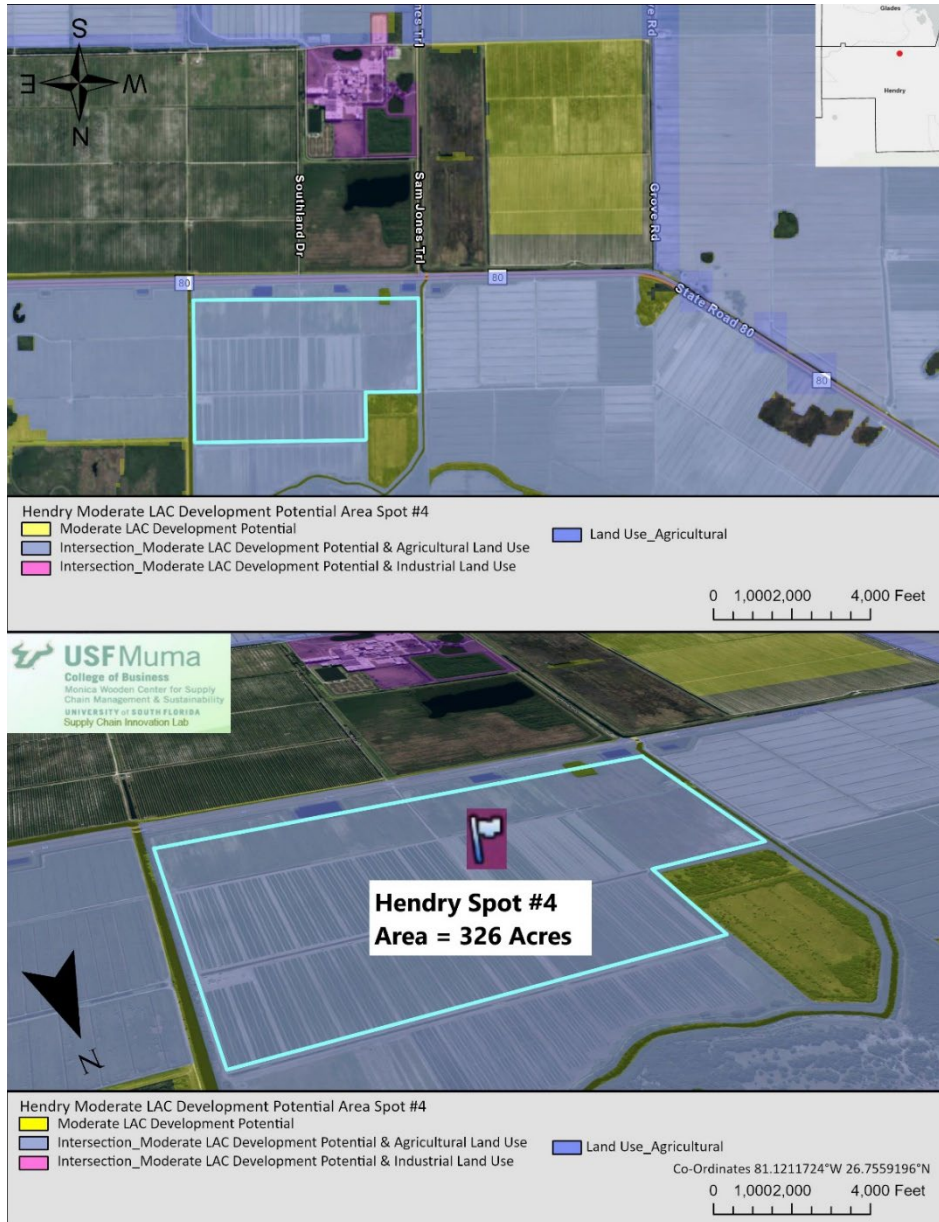 S
E
W
N
Southland Dr
Sam Jones Trl
Grove Rd
State Road 80
80
80
80
Glades
Hendry
Hendry Moderate LAC Development Potential Area Spot #4
Moderate LAC Development Potential
Intersection_Moderate LAC Development Potential & Agricultural Land Use
Intersection_Moderate LAC Development Potential & Industrial Land Use
Land Use_Agricultural
0 1,0002,000 4,000 Feet
USF Muma
College of Business
Monica Wooden Center for Supply
Chain Management & Sustainability
UNIVERSITY of SOUTH FLORIDA
Supply Chain Innovation Lab
Hendry Spot #4
Area = 326 Acres
N
Hendry Moderate LAC Development Potential Area Spot #4
Moderate LAC Development Potential
Intersection_Moderate LAC Development Potential & Agricultural Land Use
Intersection_Moderate LAC Development Potential & Industrial Land Use
Land Use_Agricultural
Co-Ordinates 81.1211724°W 26.7559196°N
0 1,0002,000 4,000 Feet